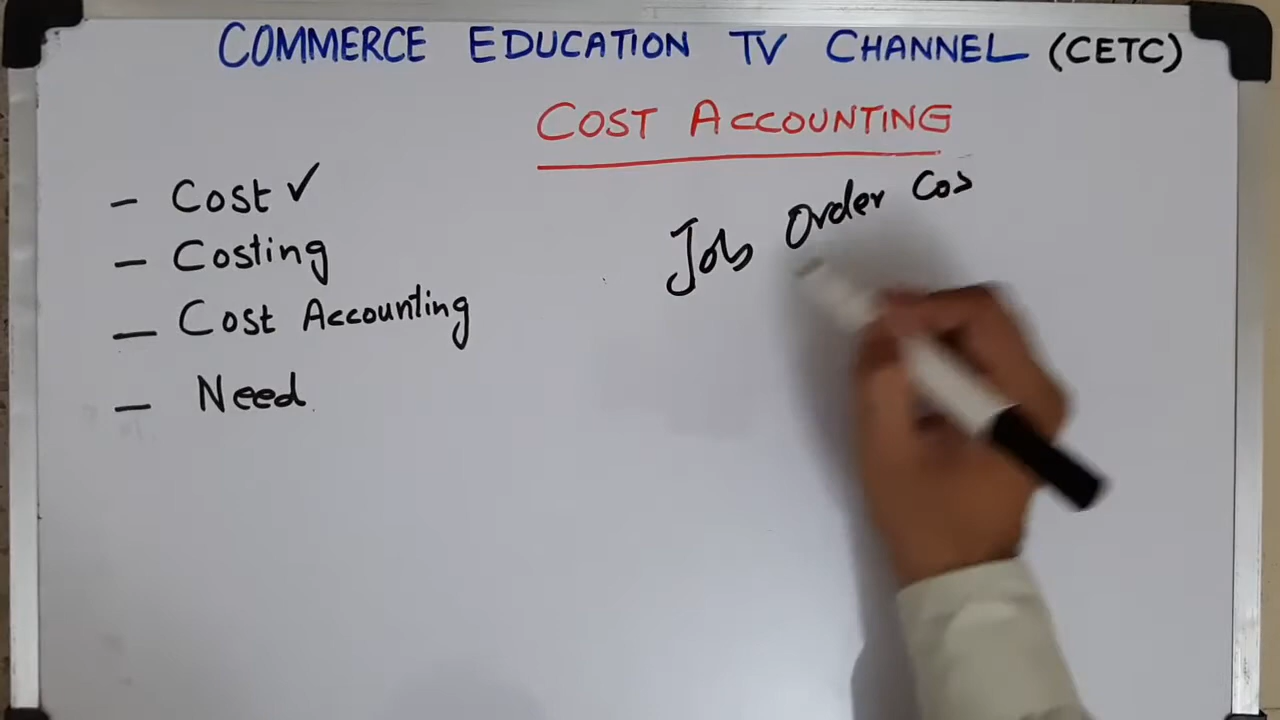 COMMERCE EDUCATION TV CHANNEL (CETC)
COST ACCOUNTING
- Cost ✓
- Costing
- Cost Accounting
- Need
Job Order Cos